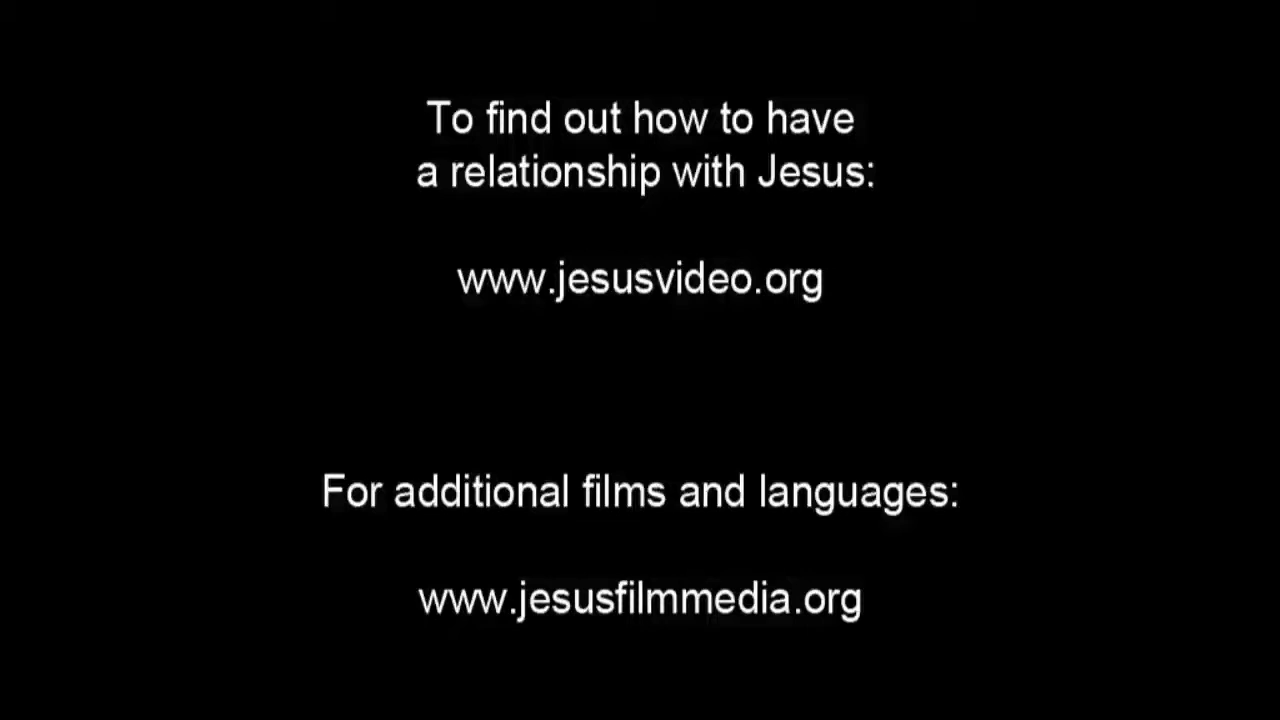 To find out how to have
a relationship with Jesus:
www.jesusvideo.org
For additional films and languages:
www.jesusfilmmedia.org